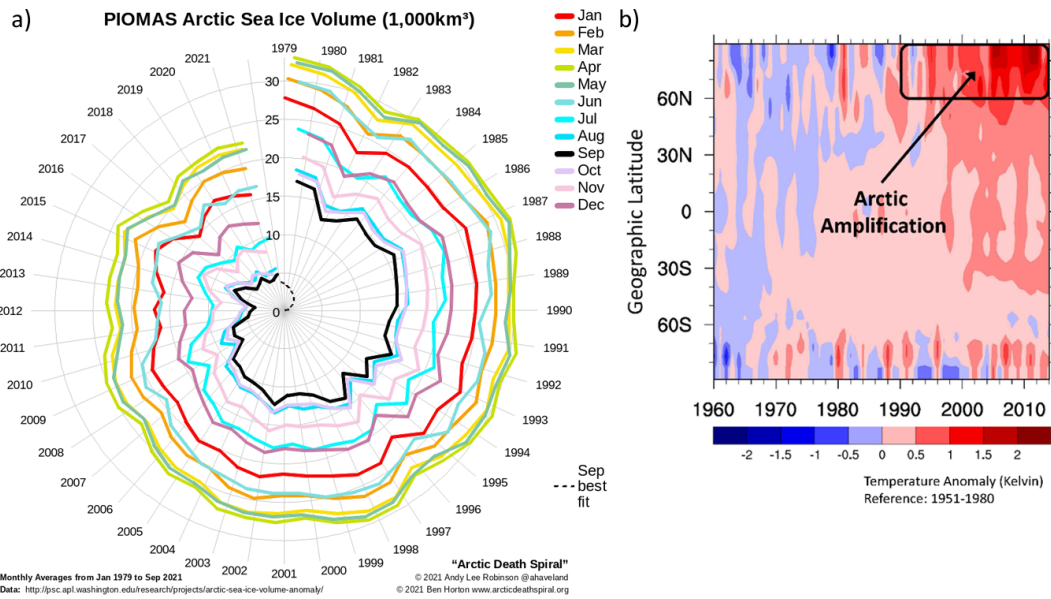 a)
PIOMAS Arctic Sea Ice Volume (1,000km³)
Jan
Feb
Mar
Apr
May
Jun
Jul
Aug
Sep
Oct
Nov
Dec
1979
1980
1981
1982
1983
1984
1985
1986
1987
1988
1989
1990
1991
1992
1993
1994
1995
1996
1997
1998
1999
2000
2001
2002
2003
2004
2005
2006
2007
2008
2009
2010
2011
2012
2013
2014
2015
2016
2017
2018
2019
2020
2021
30
25
20
15
10
0
Sep
best
fit
Monthly Averages from Jan 1979 to Sep 2021
Data: http://psc.apl.washington.edu/research/projects/arctic-sea-ice-volume-anomaly/
“Arctic Death Spiral”
© 2021 Andy Lee Robinson @ahaveland
© 2021 Ben Horton www.arcticdeathspiral.org
b)
Geographic Latitude
60N
30N
0
30S
60S
Arctic
Amplification
1960 1970 1980 1990 2000 2010
-2 -1.5 -1 -0.5 0 0.5 1 1.5 2
Temperature Anomaly (Kelvin)
Reference: 1951-1980